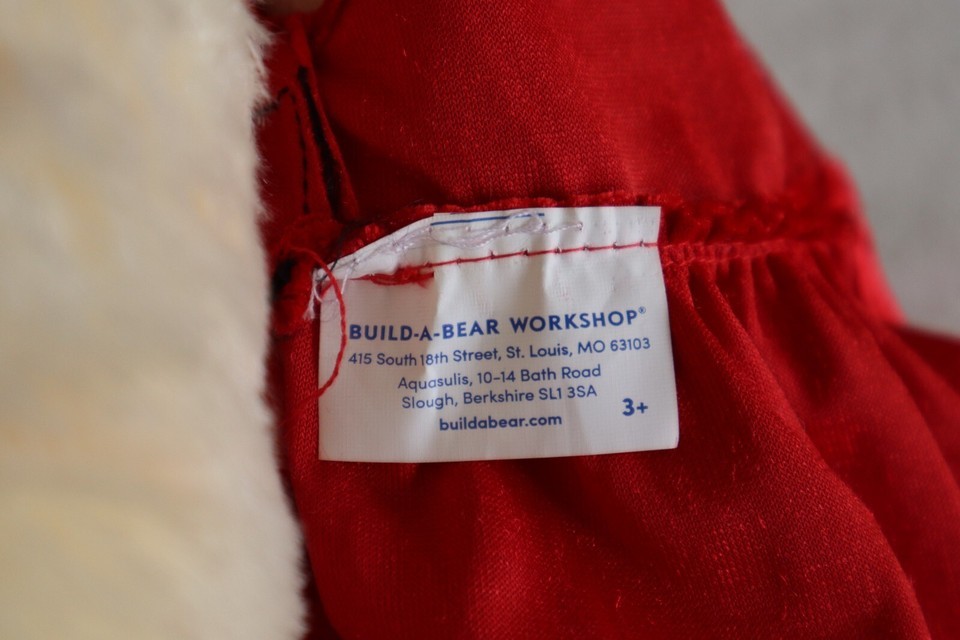 BUILD-A-BEAR WORKSHOP®
415 South 18th Street, St. Louis, MO 63103
Aquasulis, 10-14 Bath Road
Slough, Berkshire SL1 3SA
buildabear.com
3+